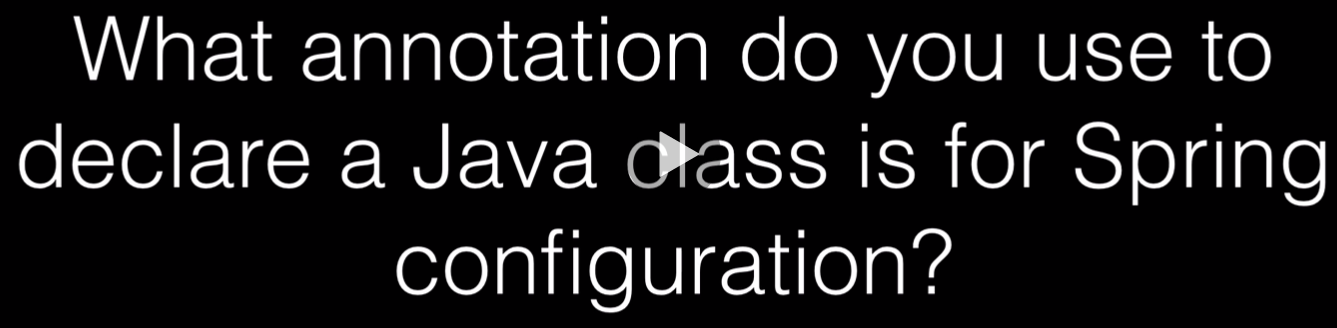 What annotation do you use to
declare a Java class is for Spring
configuration?